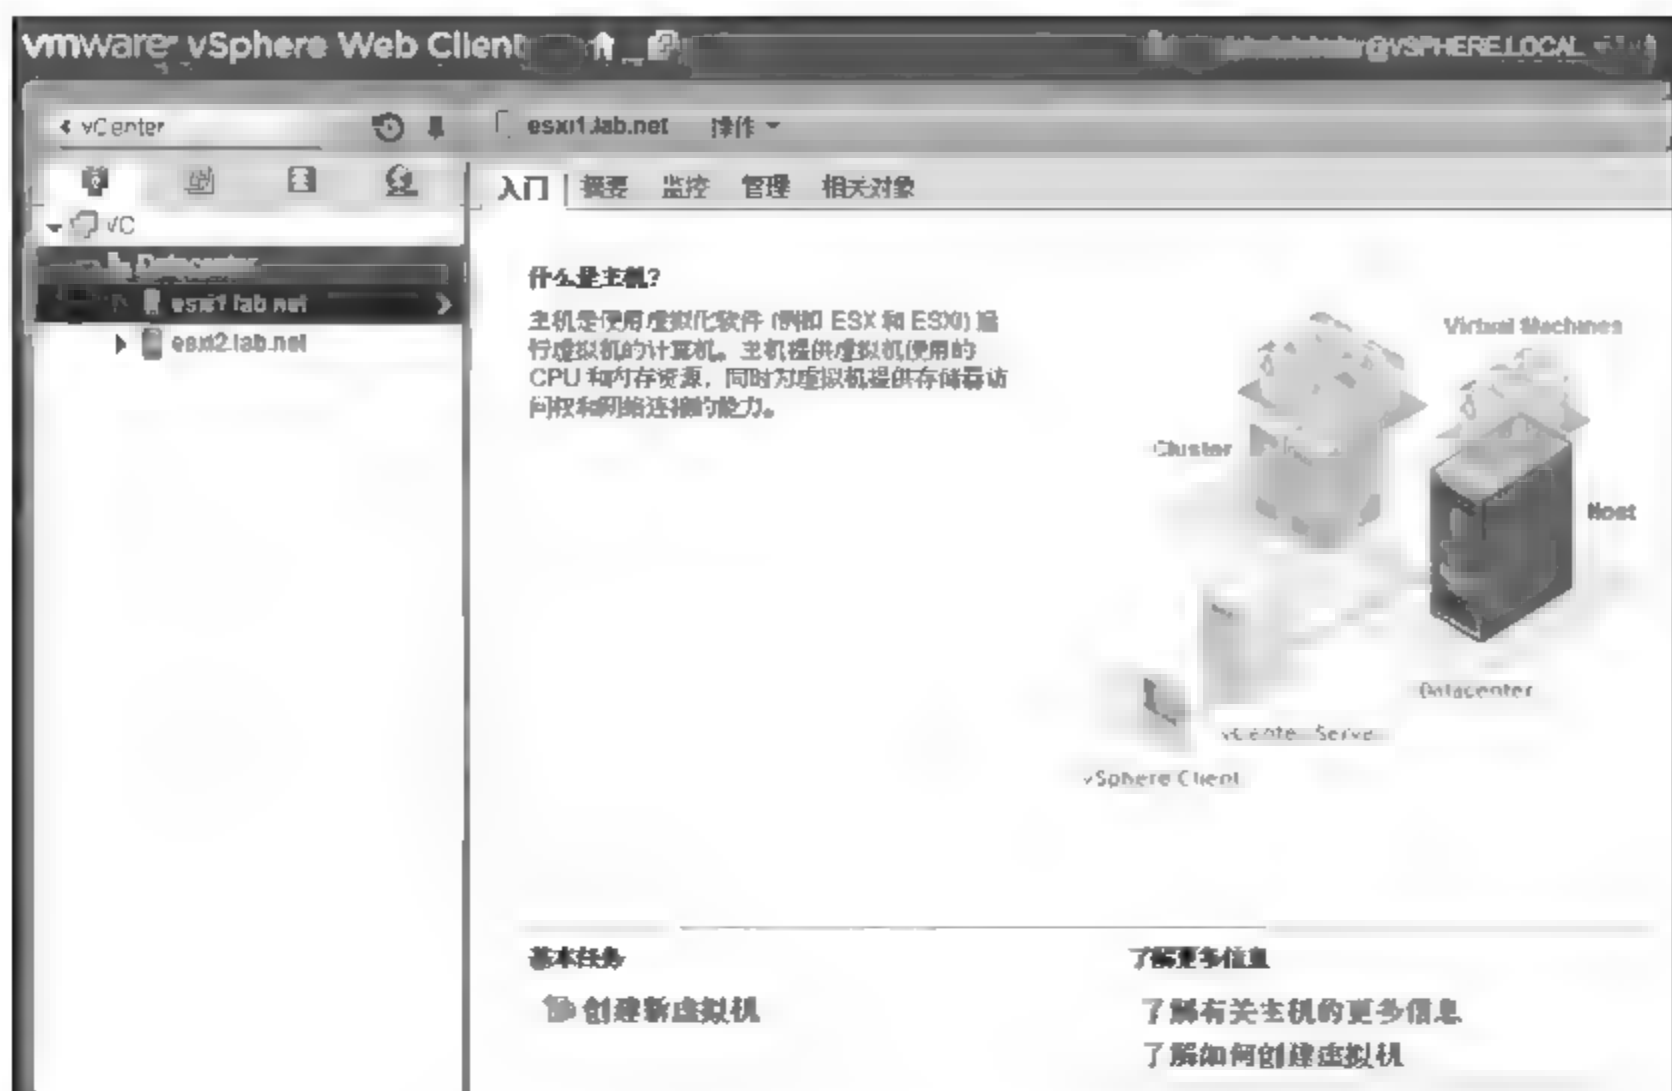 vmware vSphere Web Client
@VSPHERE.LOCAL
vCenter
esxi1.lab.net 操作
入门 摘要 监控 管理 相关对象
VC
Datacenter
esxi1.lab.net
esxi2.lab.net
什么是主机?
主机是使用虚拟化软件 (例如 ESX 和 ESXi) 运
行虚拟机的计算机。主机提供虚拟机使用的
CPU 和内存资源，同时为虚拟机提供存储器访
问权和网络连接的能力。
Virtual Machines
Cluster
Host
Datacenter
vCenter Server
vSphere Client
基本任务
创建新虚拟机
了解更多信息
了解有关主机的更多信息
了解如何创建虚拟机